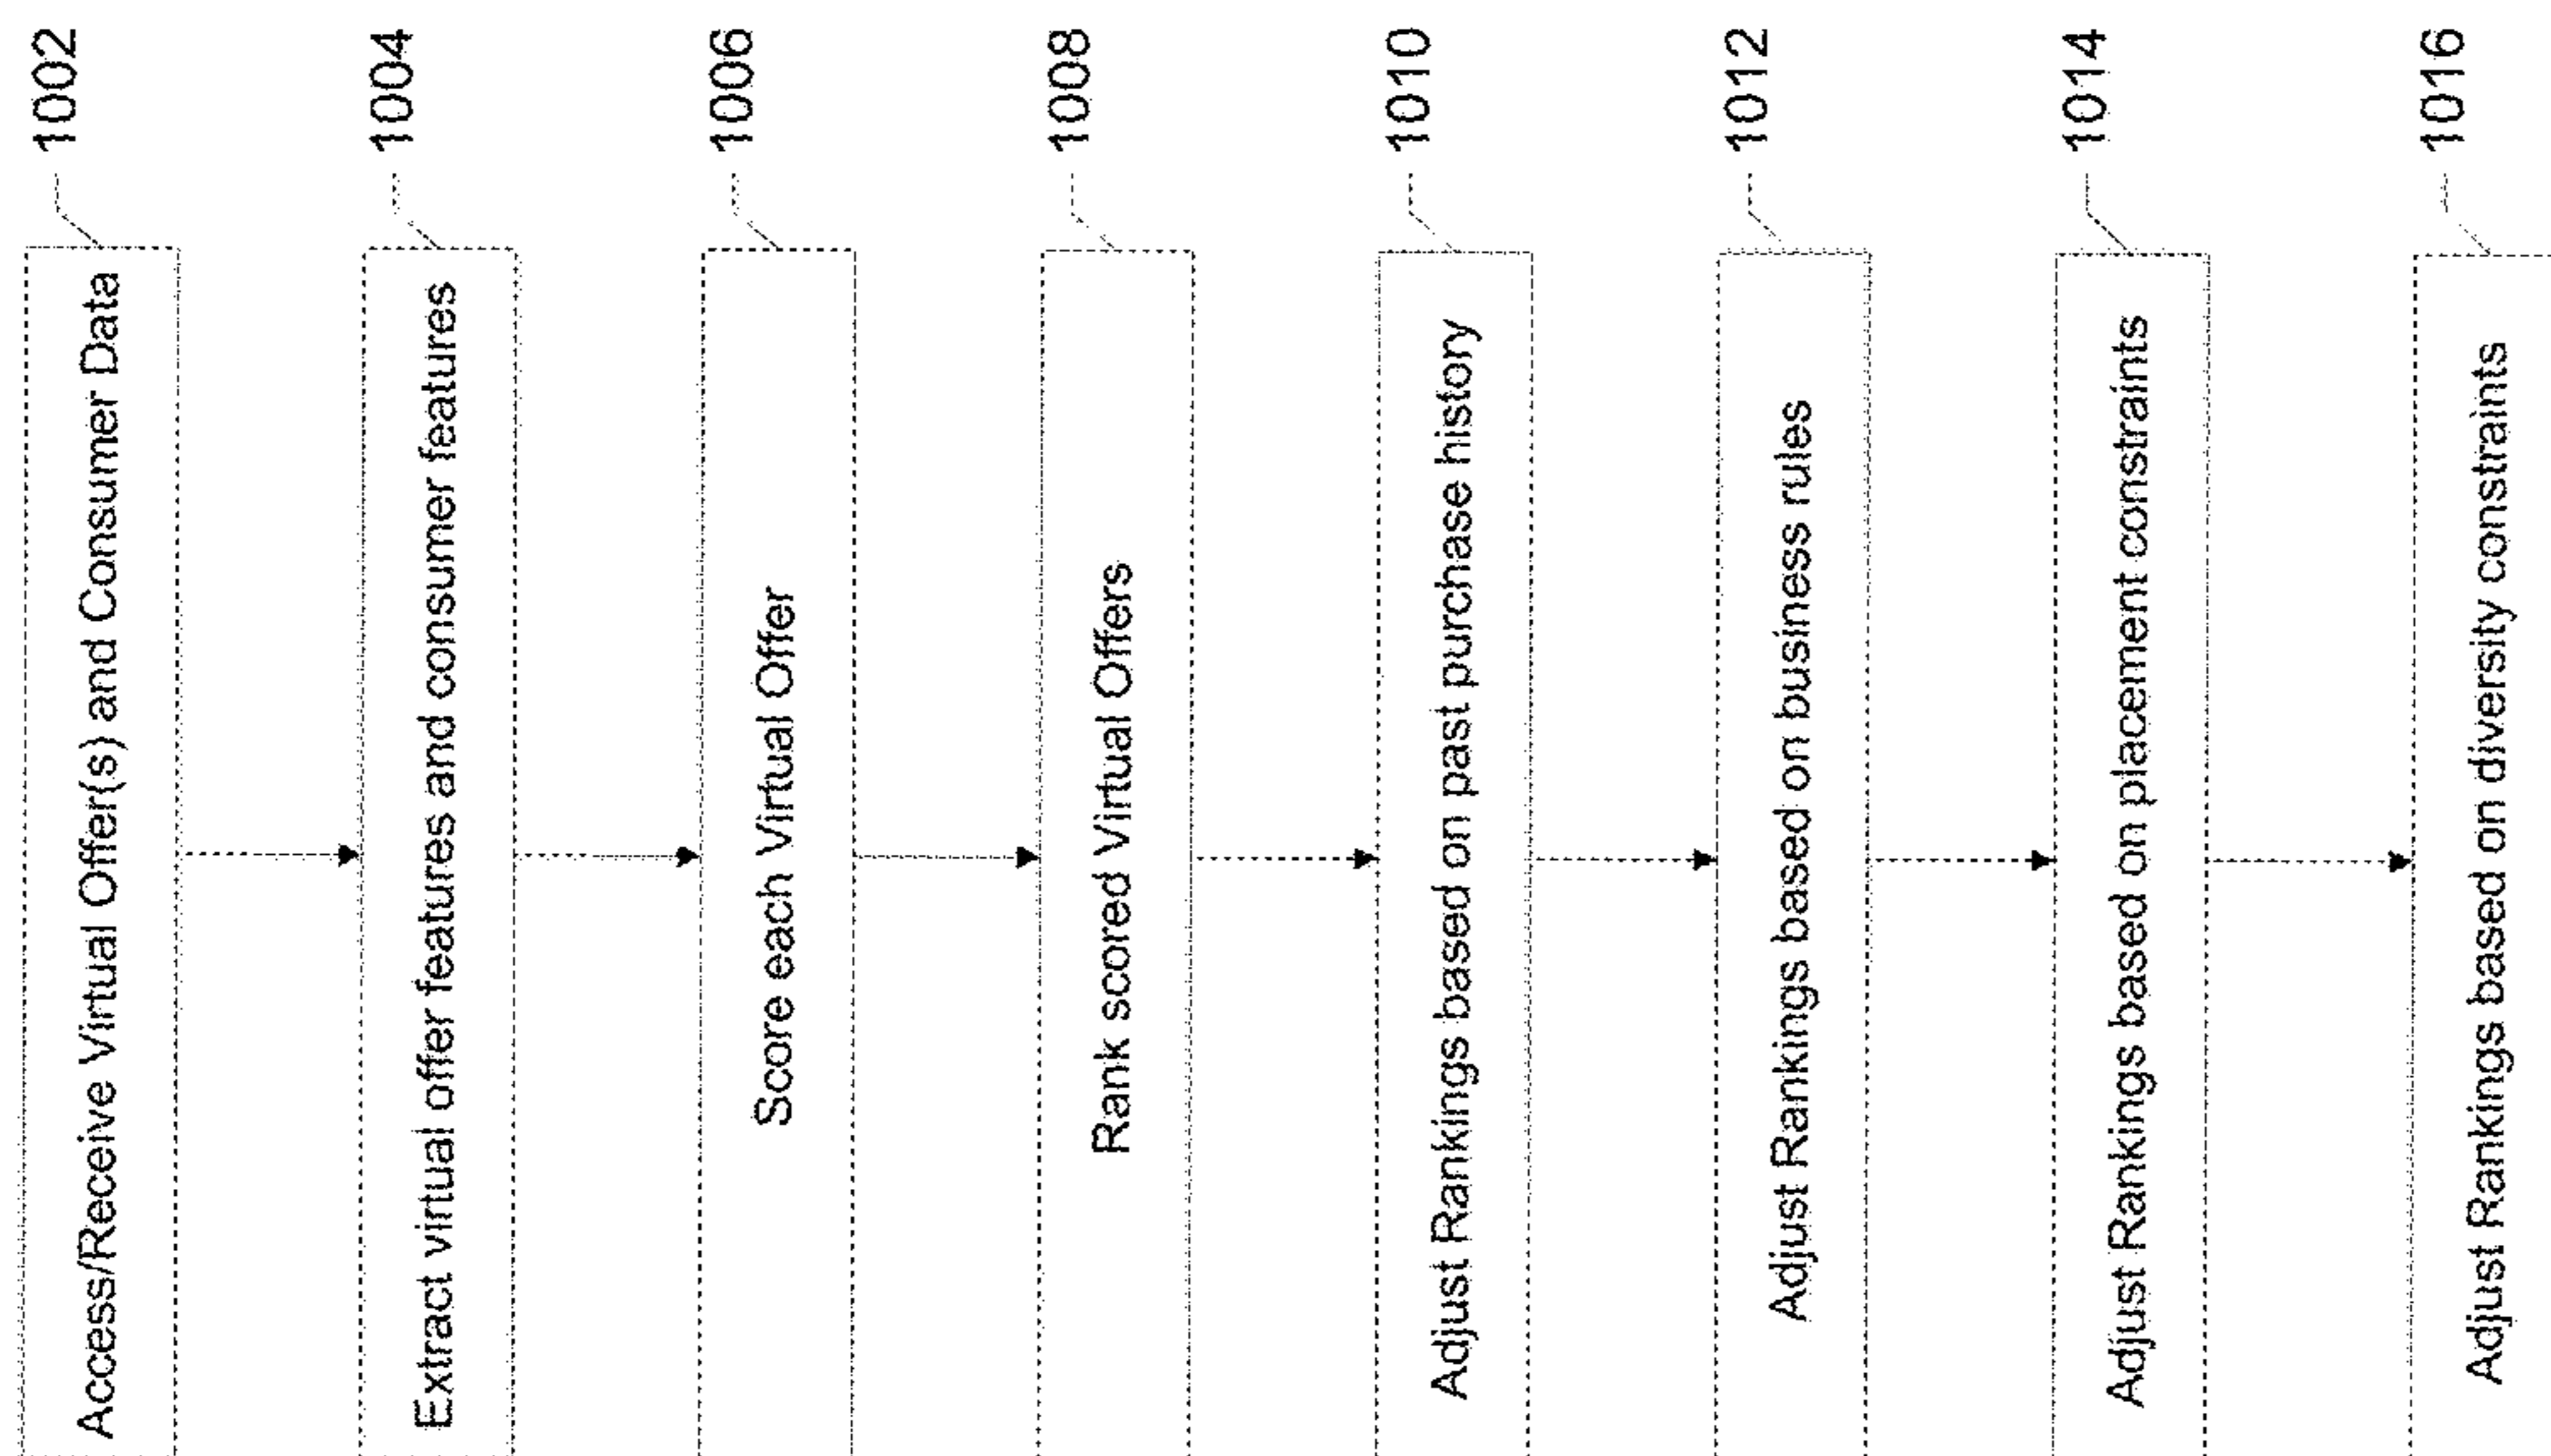 Access/Receive Virtual Offer(s) and Consumer Data
1002
Extract virtual offer features and consumer features
1004
Score each Virtual Offer
1006
Rank scored Virtual Offers
1008
Adjust Rankings based on past purchase history
1010
Adjust Rankings based on business rules
1012
Adjust Rankings based on placement constraints
1014
Adjust Rankings based on diversity constraints
1016